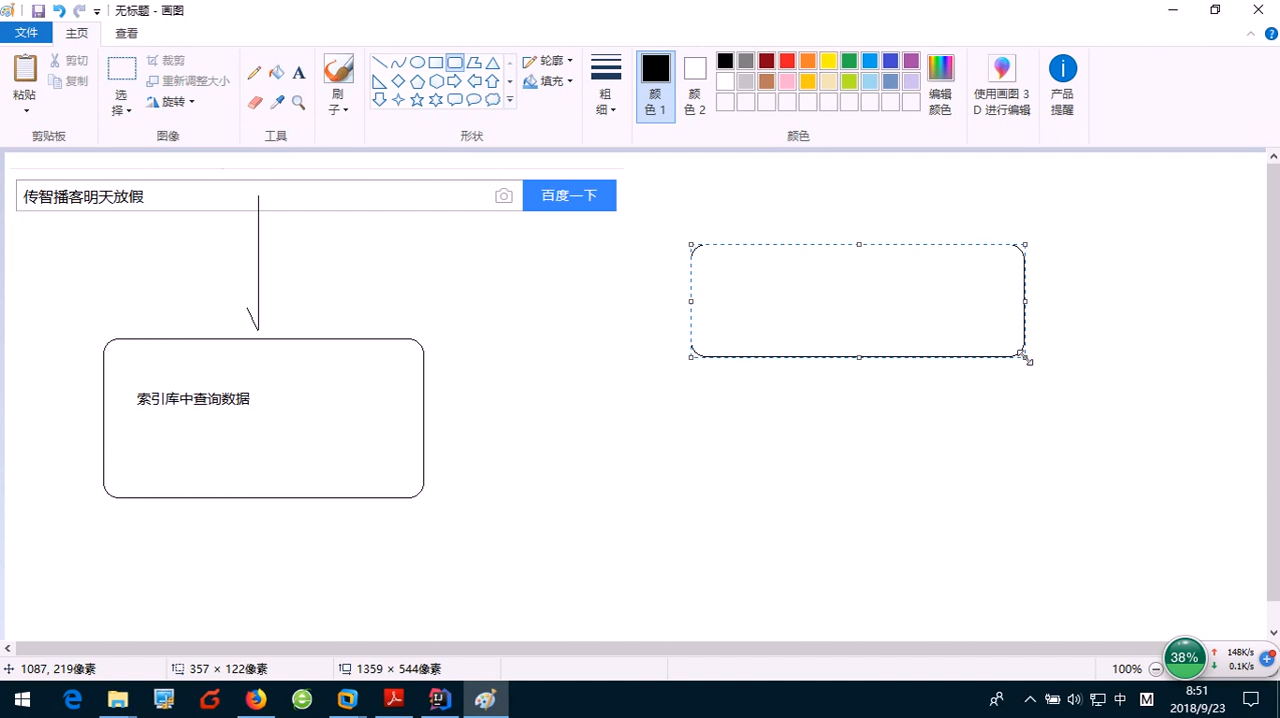 无标题 - 画图
文件 主页 查看
粘贴
剪切
复制
剪贴板
选择
裁剪
重新调整大小
旋转
图像
A
工具
刷子
轮廓
填充
形状
粗细
颜色 1
颜色 2
编辑颜色
颜色
使用画图 3D 进行编辑
产品提醒
传智播客明天放假
百度一下
索引库中查询数据
1087, 219像素
357 × 122像素
1359 × 544像素
100%
38%
148K/s
0.1K/s
中
M
8:51
2018/9/23